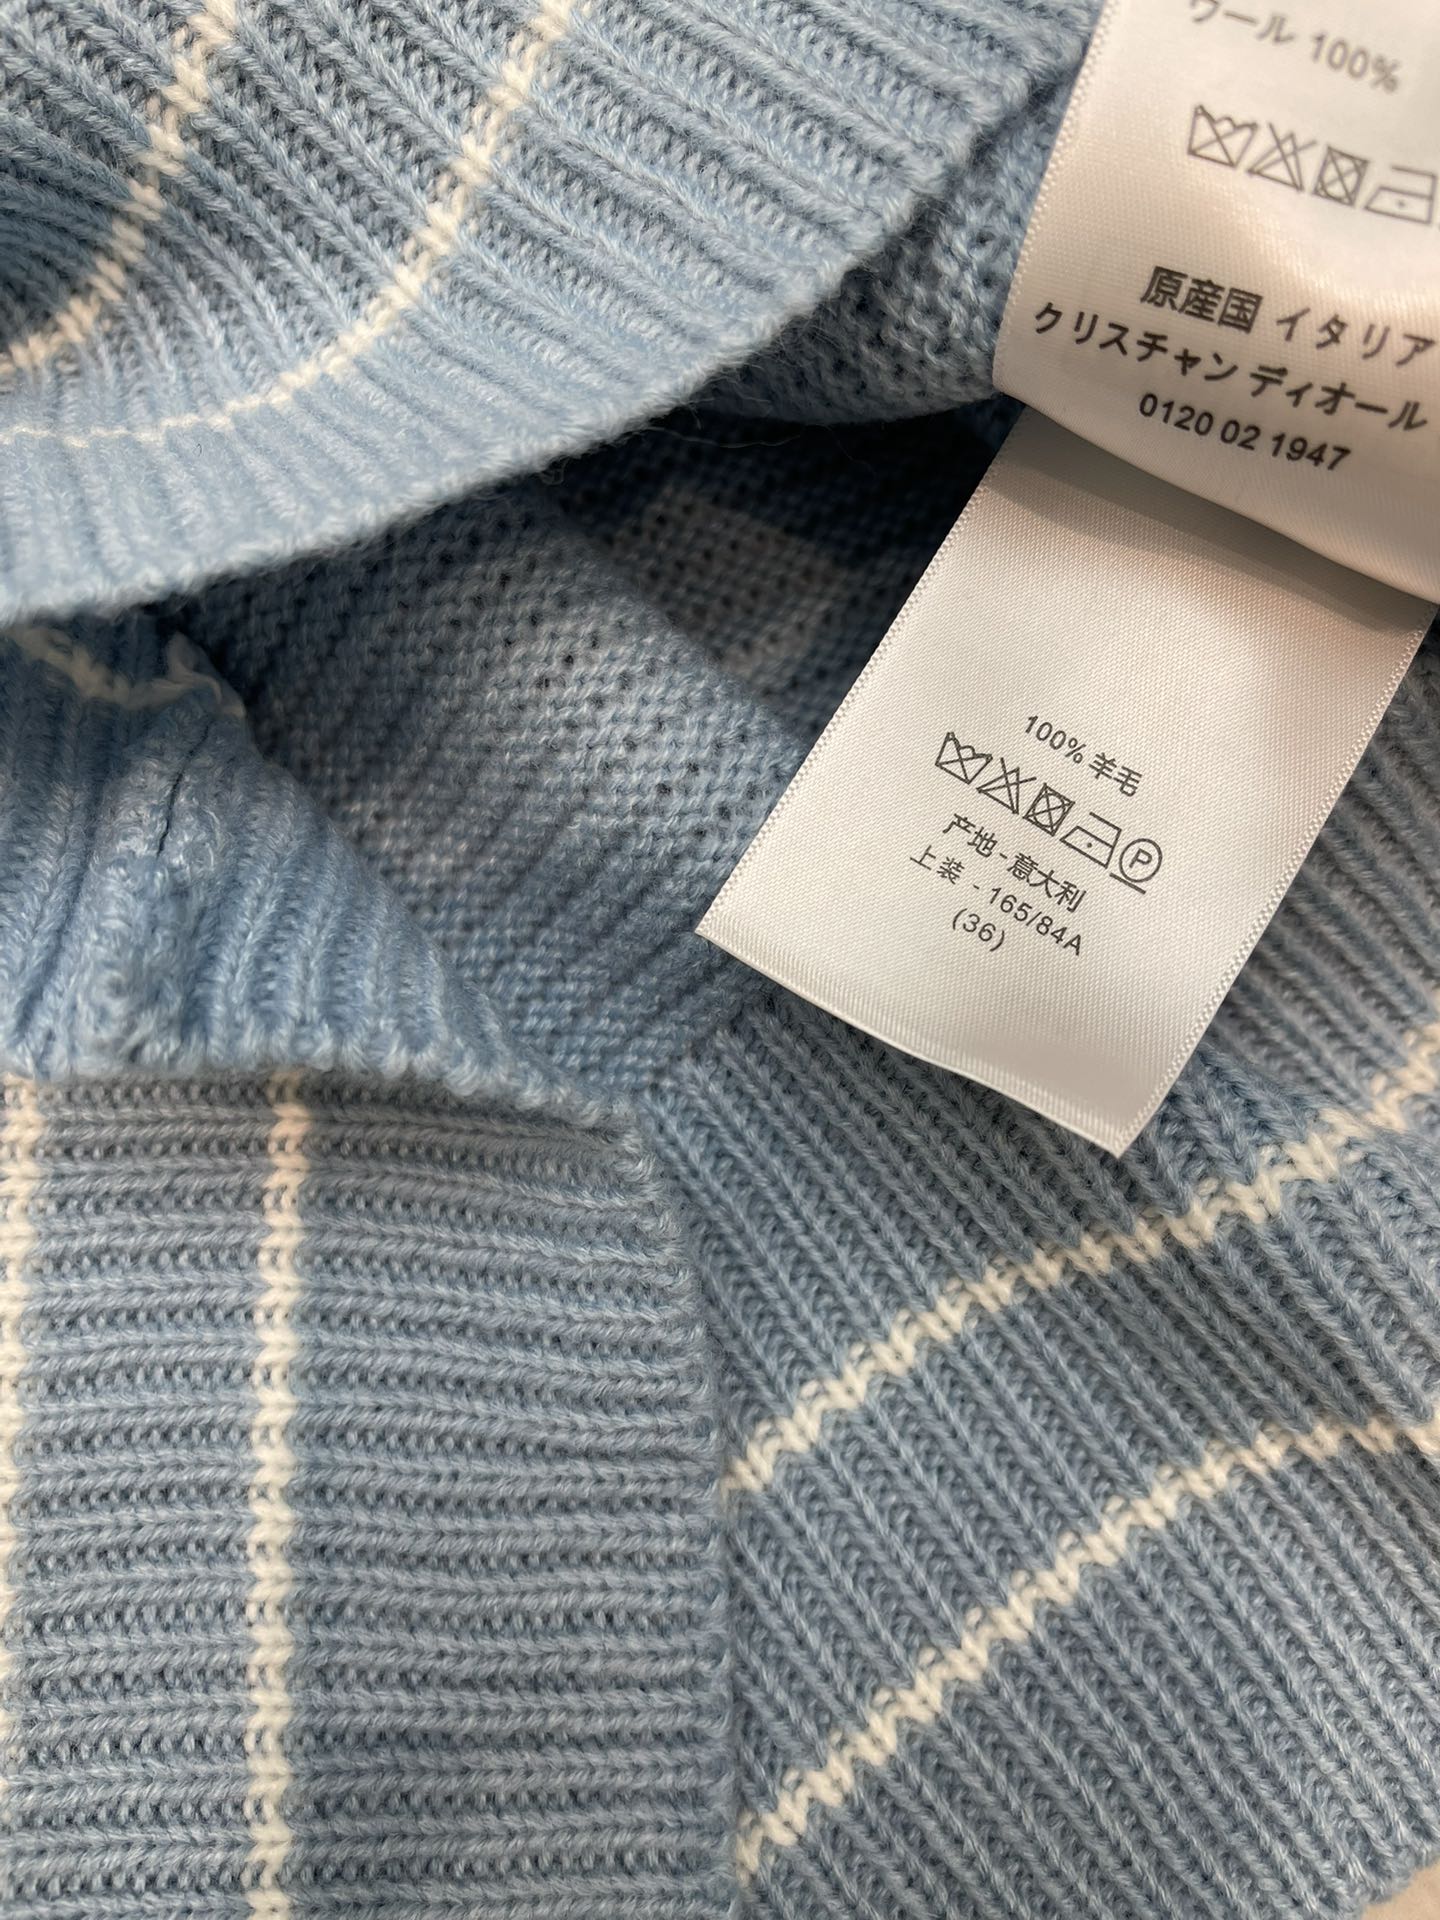 ウール 100%
原産国 イタリア
クリスチャン ディオール
0120 02 1947
100% 羊毛
P
产地 - 意大利
上装 - 165/84A
(36)